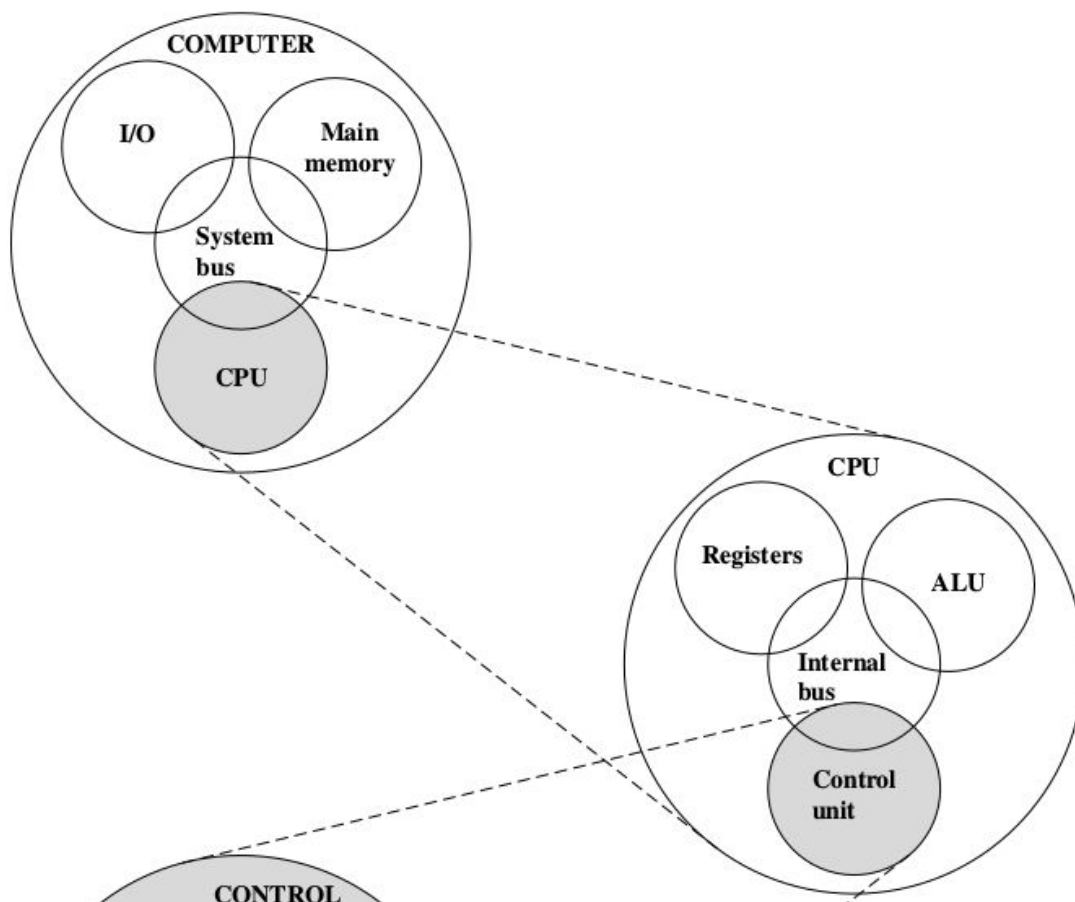 COMPUTER
I/O
Main
memory
System
bus
CPU
CPU
Registers
ALU
Internal
bus
Control
unit
CONTROL